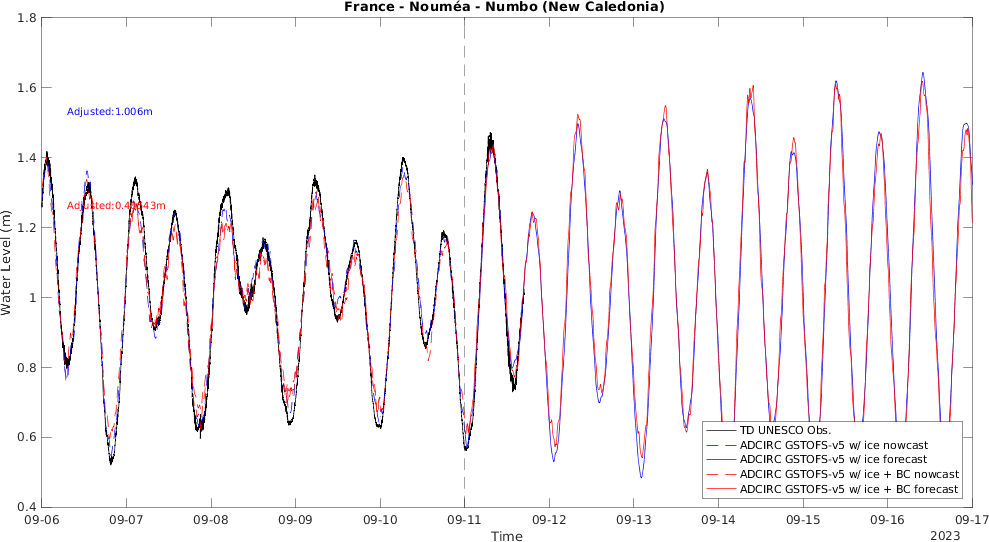 France - Nouméa - Numbo (New Caledonia)
1.8
1.6
1.4
1.2
1
0.8
0.6
0.4
Water Level (m)
Adjusted:1.006m
TD UNESCO Obs.
ADCIRC GSTOFS-v5 w/ ice nowcast
ADCIRC GSTOFS-v5 w/ ice forecast
ADCIRC GSTOFS-v5 w/ ice + BC nowcast
ADCIRC GSTOFS-v5 w/ ice + BC forecast
09-06 09-07 09-08 09-09 09-10 09-11 09-12 09-13 09-14 09-15 09-16 09-17
Time
2023